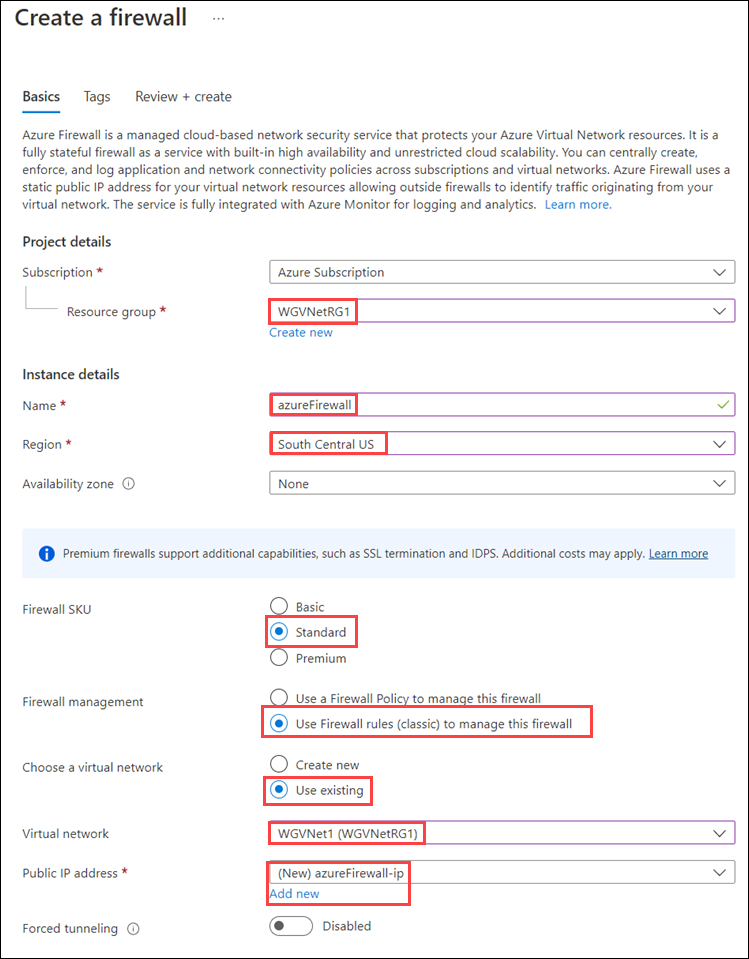 Create a firewall ...
Basics Tags Review + create
Azure Firewall is a managed cloud-based network security service that protects your Azure Virtual Network resources. It is a
fully stateful firewall as a service with built-in high availability and unrestricted cloud scalability. You can centrally create,
enforce, and log application and network connectivity policies across subscriptions and virtual networks. Azure Firewall uses a
static public IP address for your virtual network resources allowing outside firewalls to identify traffic originating from your
virtual network. The service is fully integrated with Azure Monitor for logging and analytics. Learn more.
Project details
Subscription * Azure Subscription
Resource group * WGVNetRG1
Create new
Instance details
Name * azureFirewall
Region * South Central US
Availability zone None
Premium firewalls support additional capabilities, such as SSL termination and IDPS. Additional costs may apply. Learn more
Firewall SKU Basic
Standard
Premium
Firewall management Use a Firewall Policy to manage this firewall
Use Firewall rules (classic) to manage this firewall
Choose a virtual network Create new
Use existing
Virtual network WGVNet1 (WGVNetRG1)
Public IP address * (New) azureFirewall-ip
Add new
Forced tunneling Disabled